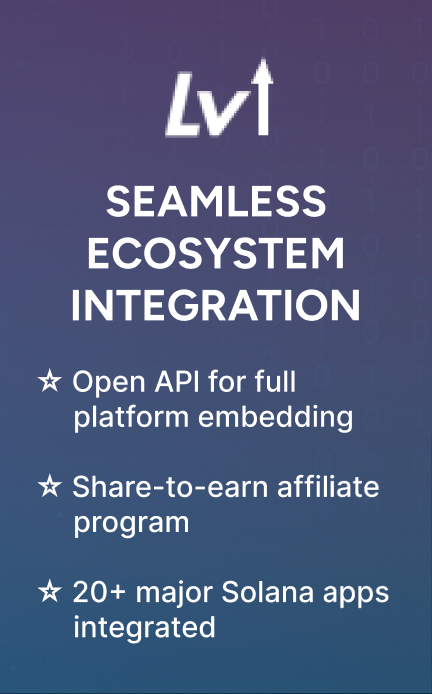 Lv↑
SEAMLESS
ECOSYSTEM
INTEGRATION
☆ Open API for full
platform embedding
☆ Share-to-earn affiliate
program
☆ 20+ major Solana apps
integrated